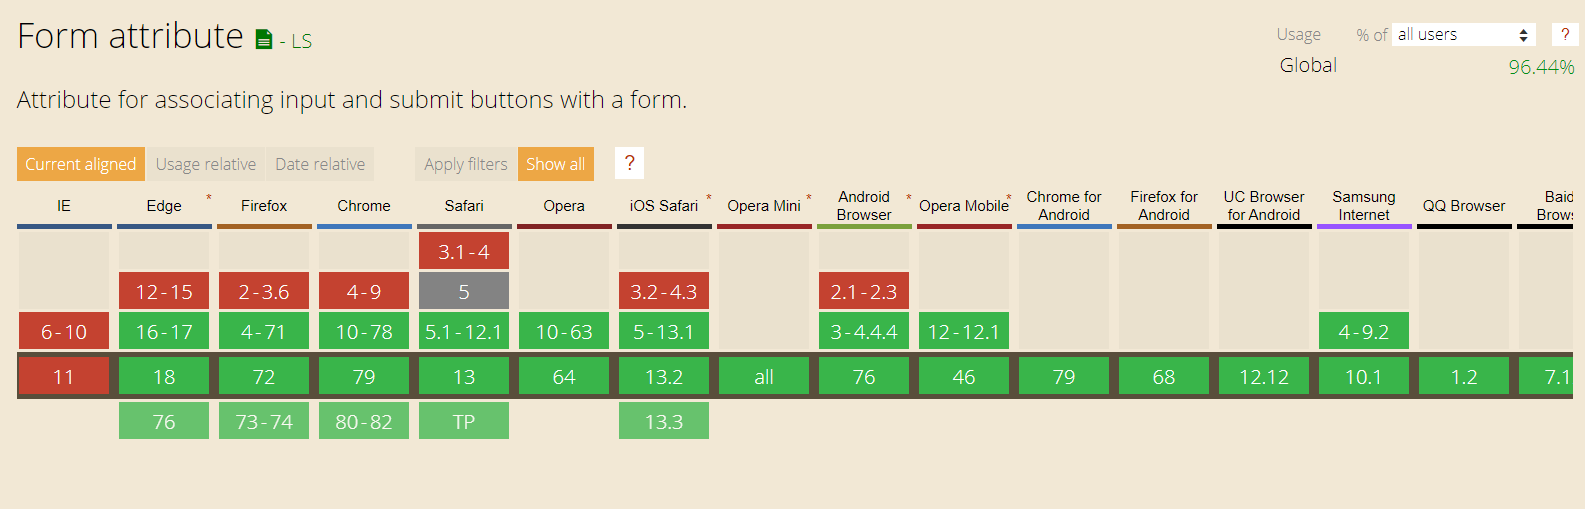 Form attribute - LS
Usage % of all users ?
Global 96.44%
Attribute for associating input and submit buttons with a form.
Current aligned Usage relative Date relative Apply filters Show all ?
IE Edge * Firefox Chrome Safari Opera iOS Safari * Opera Mini * Android Browser * Opera Mobile * Chrome for Android Firefox for Android UC Browser for Android Samsung Internet QQ Browser Baid Brows
3.1-4
12-15 2-3.6 4-9 5 3.2-4.3 2.1-2.3
6-10 16-17 4-71 10-78 5.1-12.1 10-63 5-13.1 3-4.4.4 12-12.1 4-9.2
11 18 72 79 13 64 13.2 all 76 46 79 68 12.12 10.1 1.2 7.1
76 73-74 80-82 TP 13.3